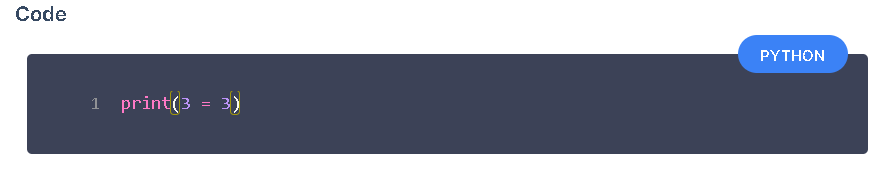 Code
PYTHON
1 print(3 = 3)